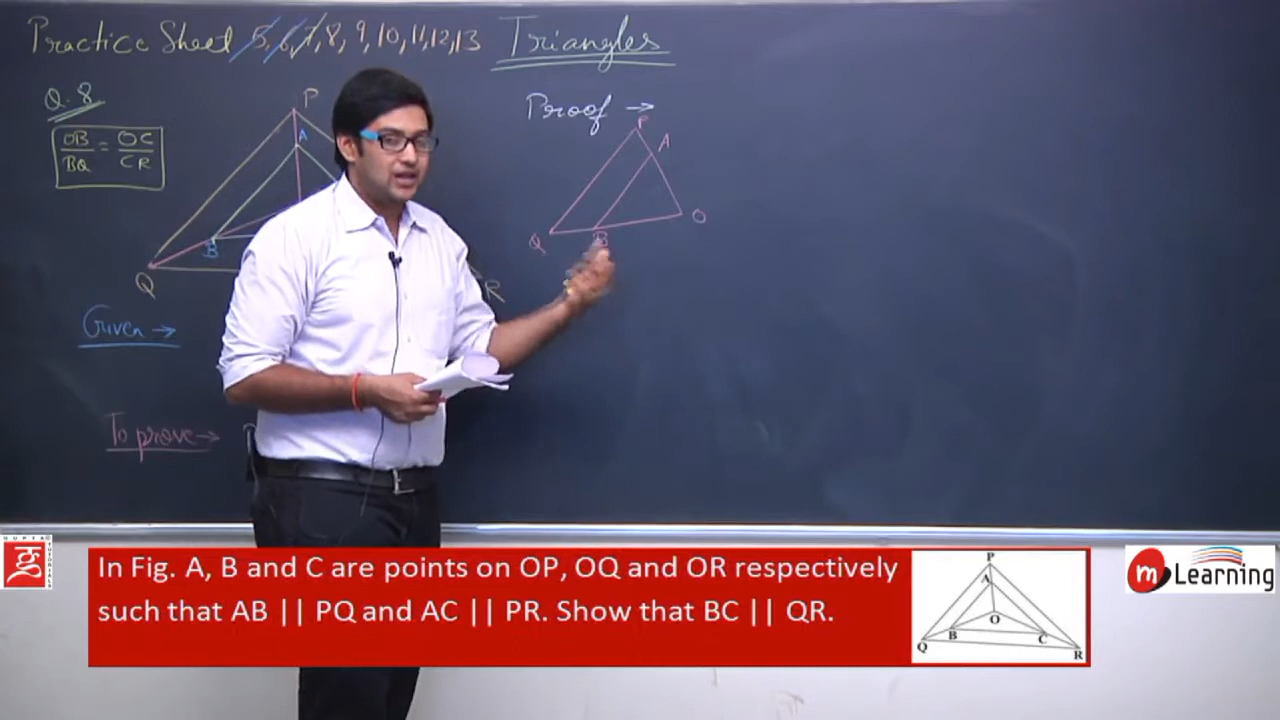 Practice Sheet 5, 6, 7, 8, 9, 10, 11, 12, 13 Triangles
Q. 8
OB/BQ = OC/CR
P
A
B
Q
R
Given →
To prove →
Proof →
P
A
O
Q
B
In Fig. A, B and C are points on OP, OQ and OR respectively
such that AB || PQ and AC || PR. Show that BC || QR.
P
A
O
B
C
Q
R
GUPTA
TUTORIALS
m Learning